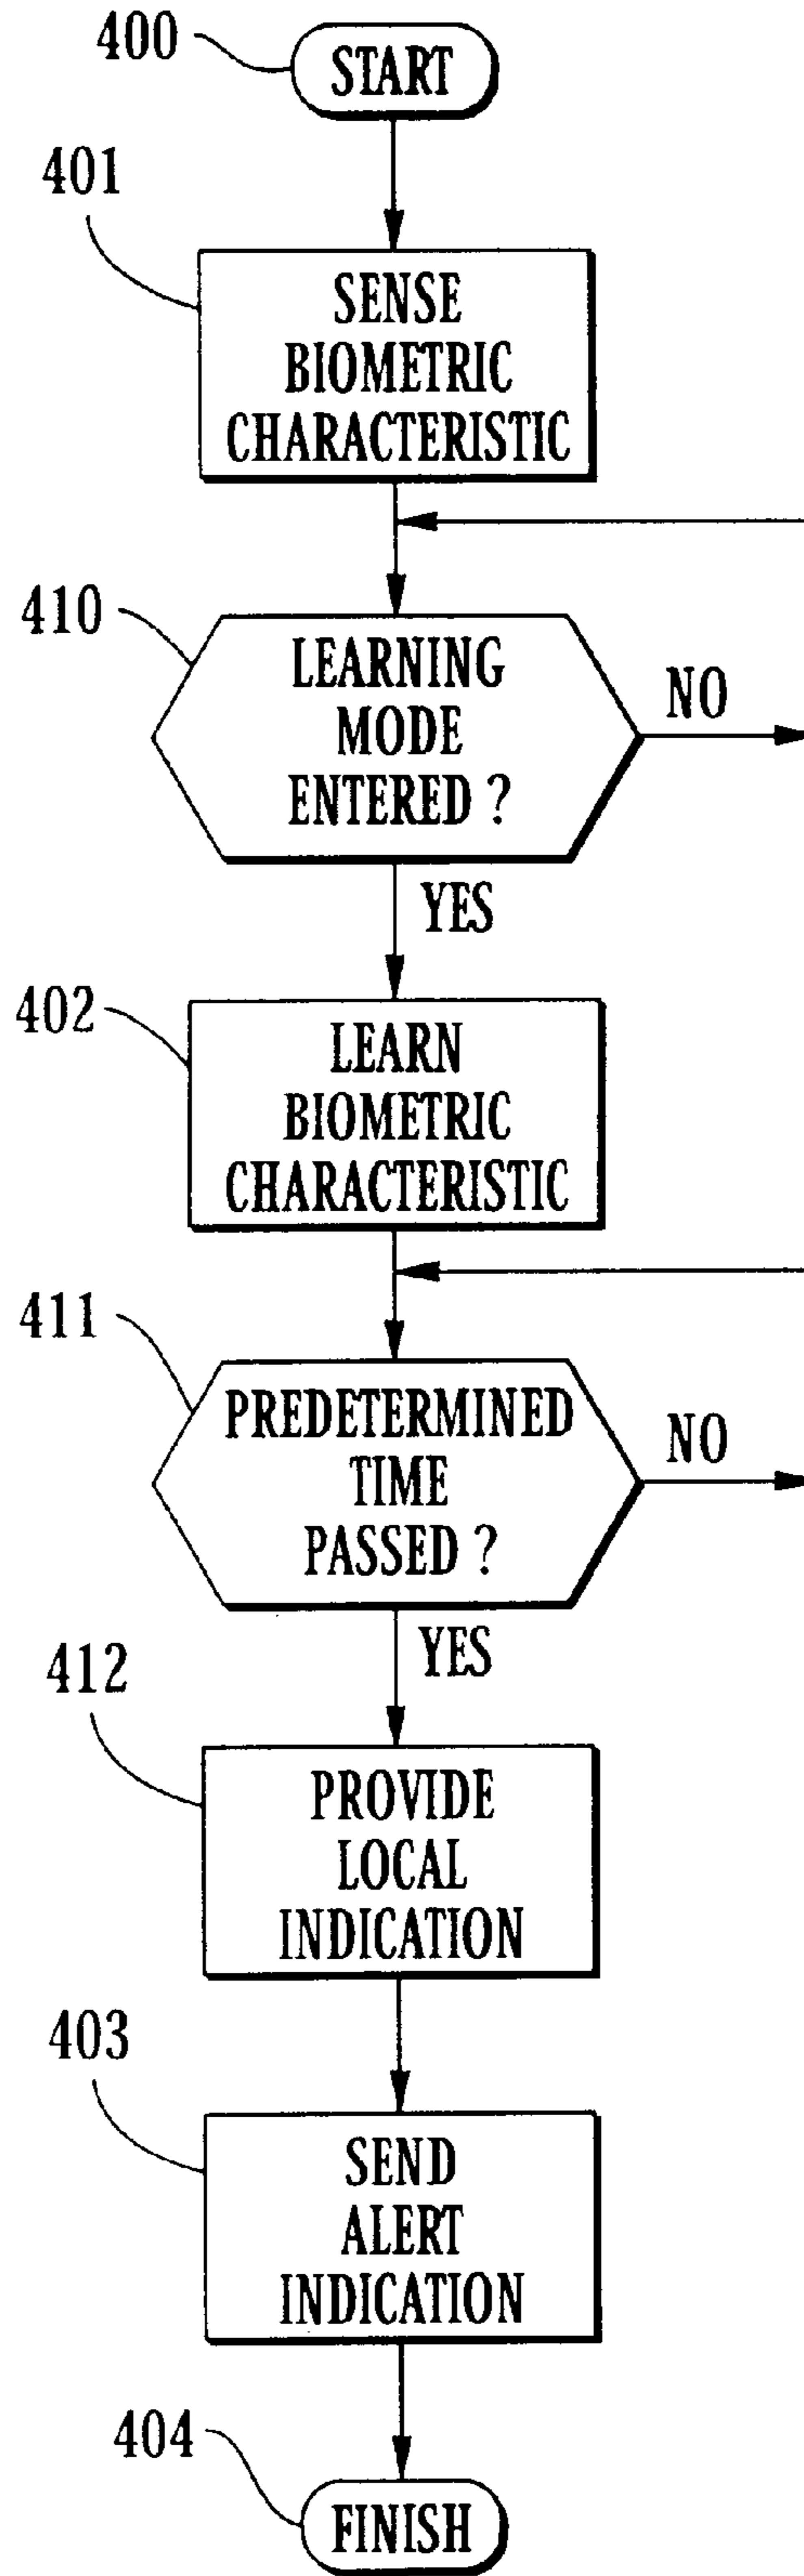 400
START
401
SENSE
BIOMETRIC
CHARACTERISTIC
410
LEARNING
MODE
ENTERED ?
NO
YES
402
LEARN
BIOMETRIC
CHARACTERISTIC
411
PREDETERMINED
TIME
PASSED ?
NO
YES
412
PROVIDE
LOCAL
INDICATION
403
SEND
ALERT
INDICATION
404
FINISH